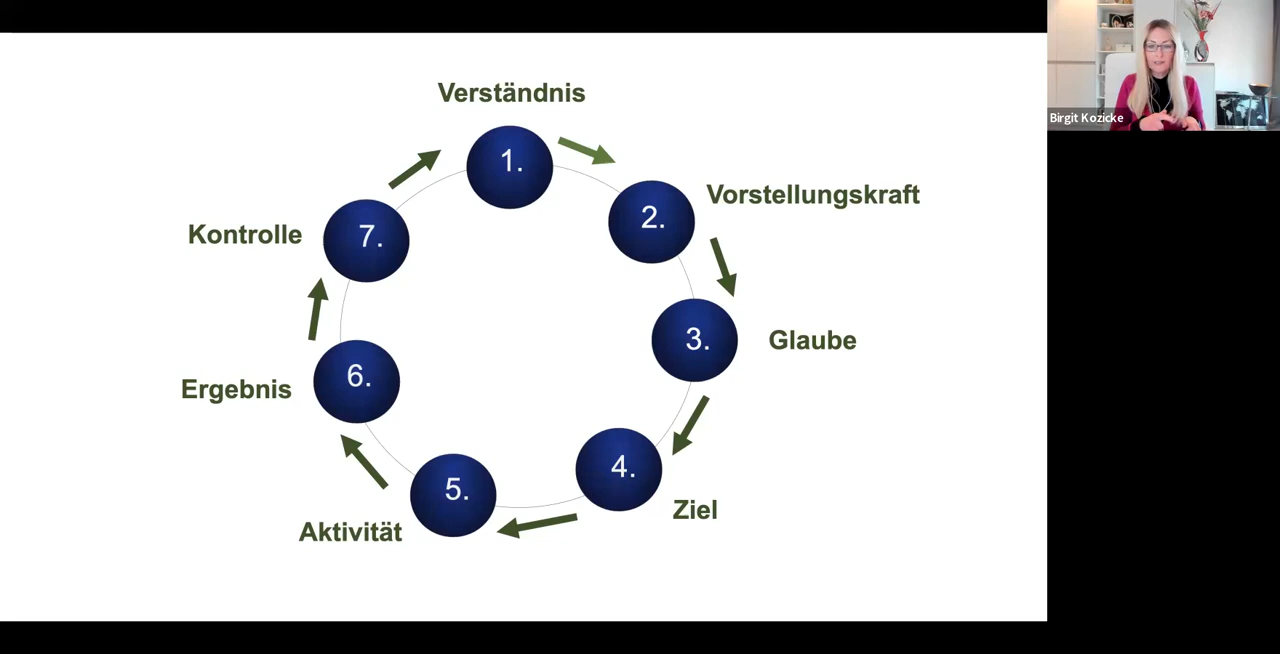 Verständnis
1.
2.
Vorstellungskraft
3.
Glaube
4.
Ziel
5.
Aktivität
6.
Ergebnis
7.
Kontrolle
Birgit Kozicke